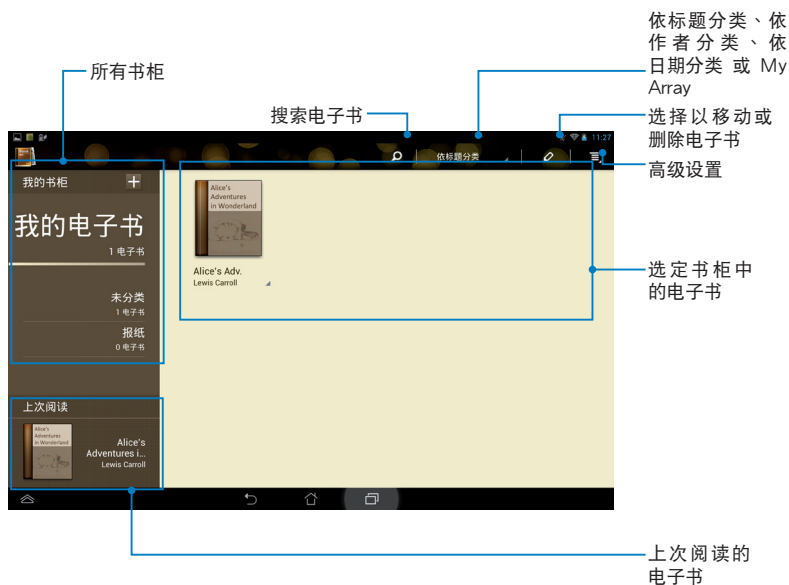 依标题分类、依
作者分类、依
日期分类 或 My
Array
所有书柜
搜索电子书
选择以移动或
删除电子书
高级设置
11:27
依标题分类
我的书柜
我的电子书
1 电子书
未分类
1 电子书
报纸
0 电子书
Alice's
Adventures
in Wonderland
Alice's Adv.
Lewis Carroll
选定书柜中
的电子书
上次阅读
Alice's
Adventures
in Wonderland
Alice's
Adventures i...
Lewis Carroll
上次阅读的
电子书